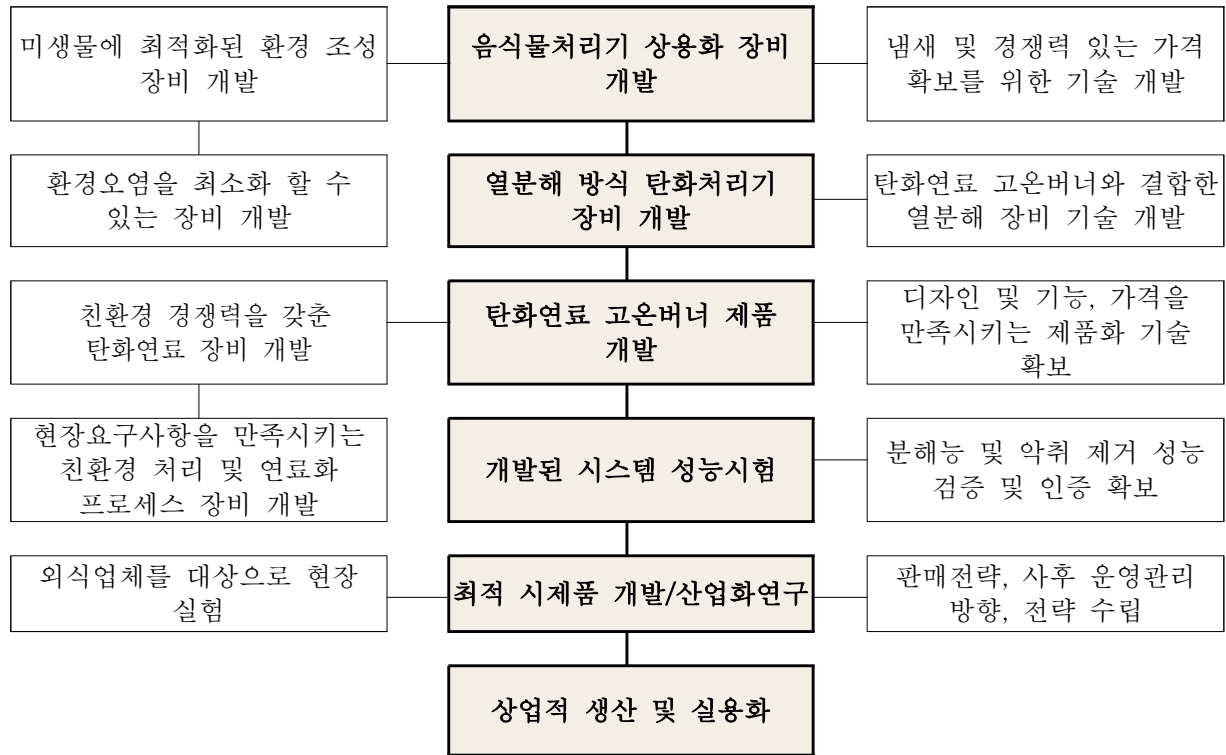 미생물에 최적화된 환경 조성
장비 개발
음식물처리기 상용화 장비
개발
냄새 및 경쟁력 있는 가격
확보를 위한 기술 개발
환경오염을 최소화 할 수
있는 장비 개발
열분해 방식 탄화처리기
장비 개발
탄화연료 고온버너와 결합한
열분해 장비 기술 개발
친환경 경쟁력을 갖춘
탄화연료 장비 개발
탄화연료 고온버너 제품
개발
디자인 및 기능, 가격을
만족시키는 제품화 기술
확보
현장요구사항을 만족시키는
친환경 처리 및 연료화
프로세스 장비 개발
개발된 시스템 성능시험
분해능 및 악취 제거 성능
검증 및 인증 확보
외식업체를 대상으로 현장
실험
최적 시제품 개발/산업화연구
판매전략, 사후 운영관리
방향, 전략 수립
상업적 생산 및 실용화